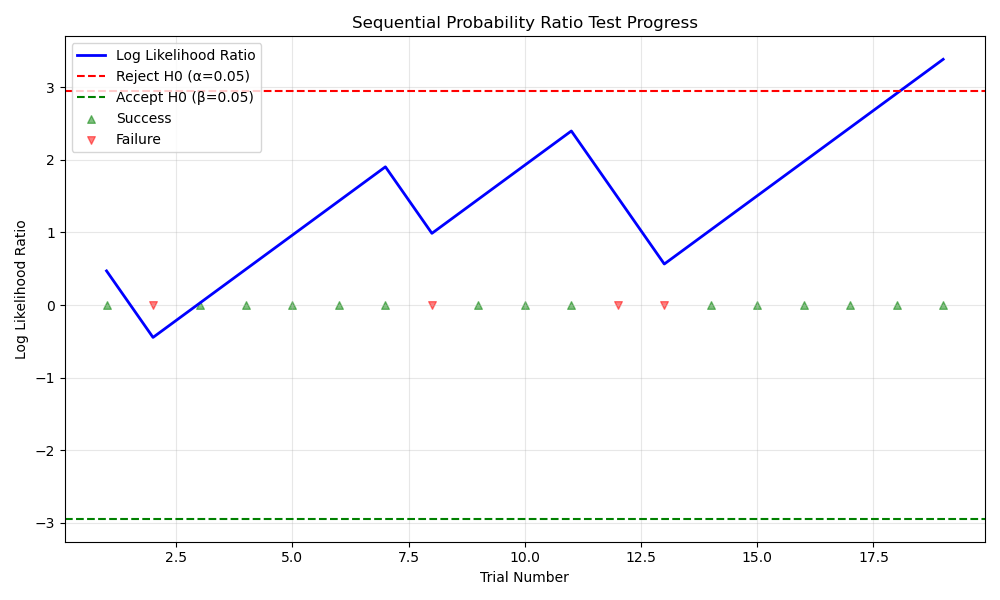 Sequential Probability Ratio Test Progress
Log Likelihood Ratio
Reject H0 (α=0.05)
Accept H0 (β=0.05)
Success
Failure
Log Likelihood Ratio
3
2
1
0
−1
−2
−3
2.5 5.0 7.5 10.0 12.5 15.0 17.5
Trial Number